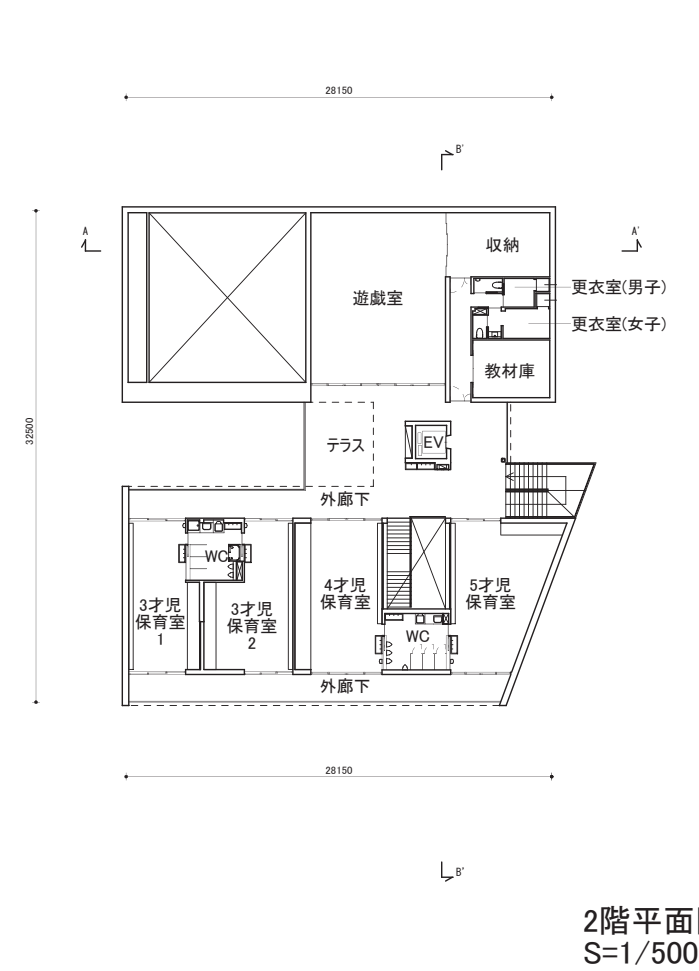 28150
B'
A
A'
収納
更衣室(男子)
遊戯室
更衣室(女子)
教材庫
32500
テラス
EV
外廊下
WC
3才児
保育室
1
3才児
保育室
2
4才児
保育室
5才児
保育室
WC
外廊下
28150
B'
2階平面
S=1/500